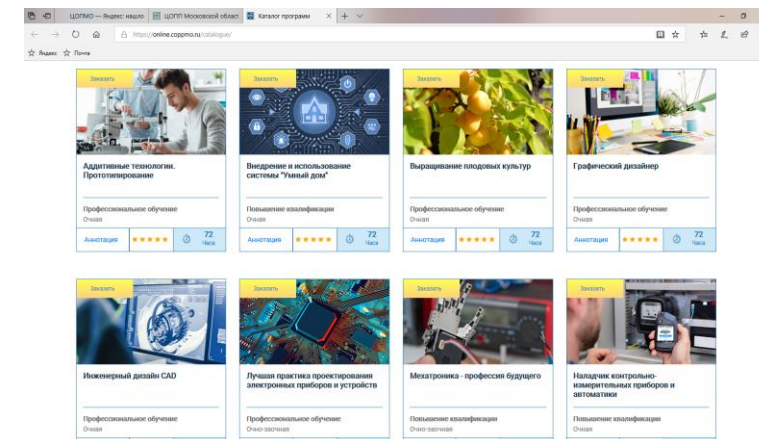 ЦОПМО — Яндекс: нашло
ЦОПП Московской област
Каталог программ
https://online.coppmo.ru/catalogue/
Яндекс
Почта
Заказать
Заказать
Заказать
Заказать
Аддитивные технологии.
Прототипирование
Внедрение и использование
системы "Умный дом"
Выращивание плодовых культур
Графический дизайнер
Профессиональное обучение
Очная
Повышение квалификации
Очная
Профессиональное обучение
Очная
Профессиональное обучение
Очная
Аннотация
72
Часа
Аннотация
72
Часа
Аннотация
72
Часа
Аннотация
72
Часа
Заказать
Заказать
Заказать
Заказать
Инженерный дизайн CAD
Лучшая практика проектирования
электронных приборов и устройств
Мехатроника - профессия будущего
Наладчик контрольно-
измерительных приборов и
автоматики
Профессиональное обучение
Очная
Профессиональное обучение
Очно-заочная
Повышение квалификации
Очно-заочная
Повышение квалификации
Очная